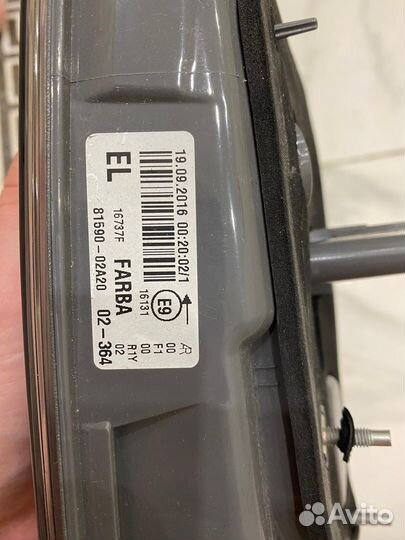 19.09.2016 00:20:02/1
EL
E9
16737F
16131
00
00
F1
R1Y
02
FARBA
81590-02A20
02-364
Avito